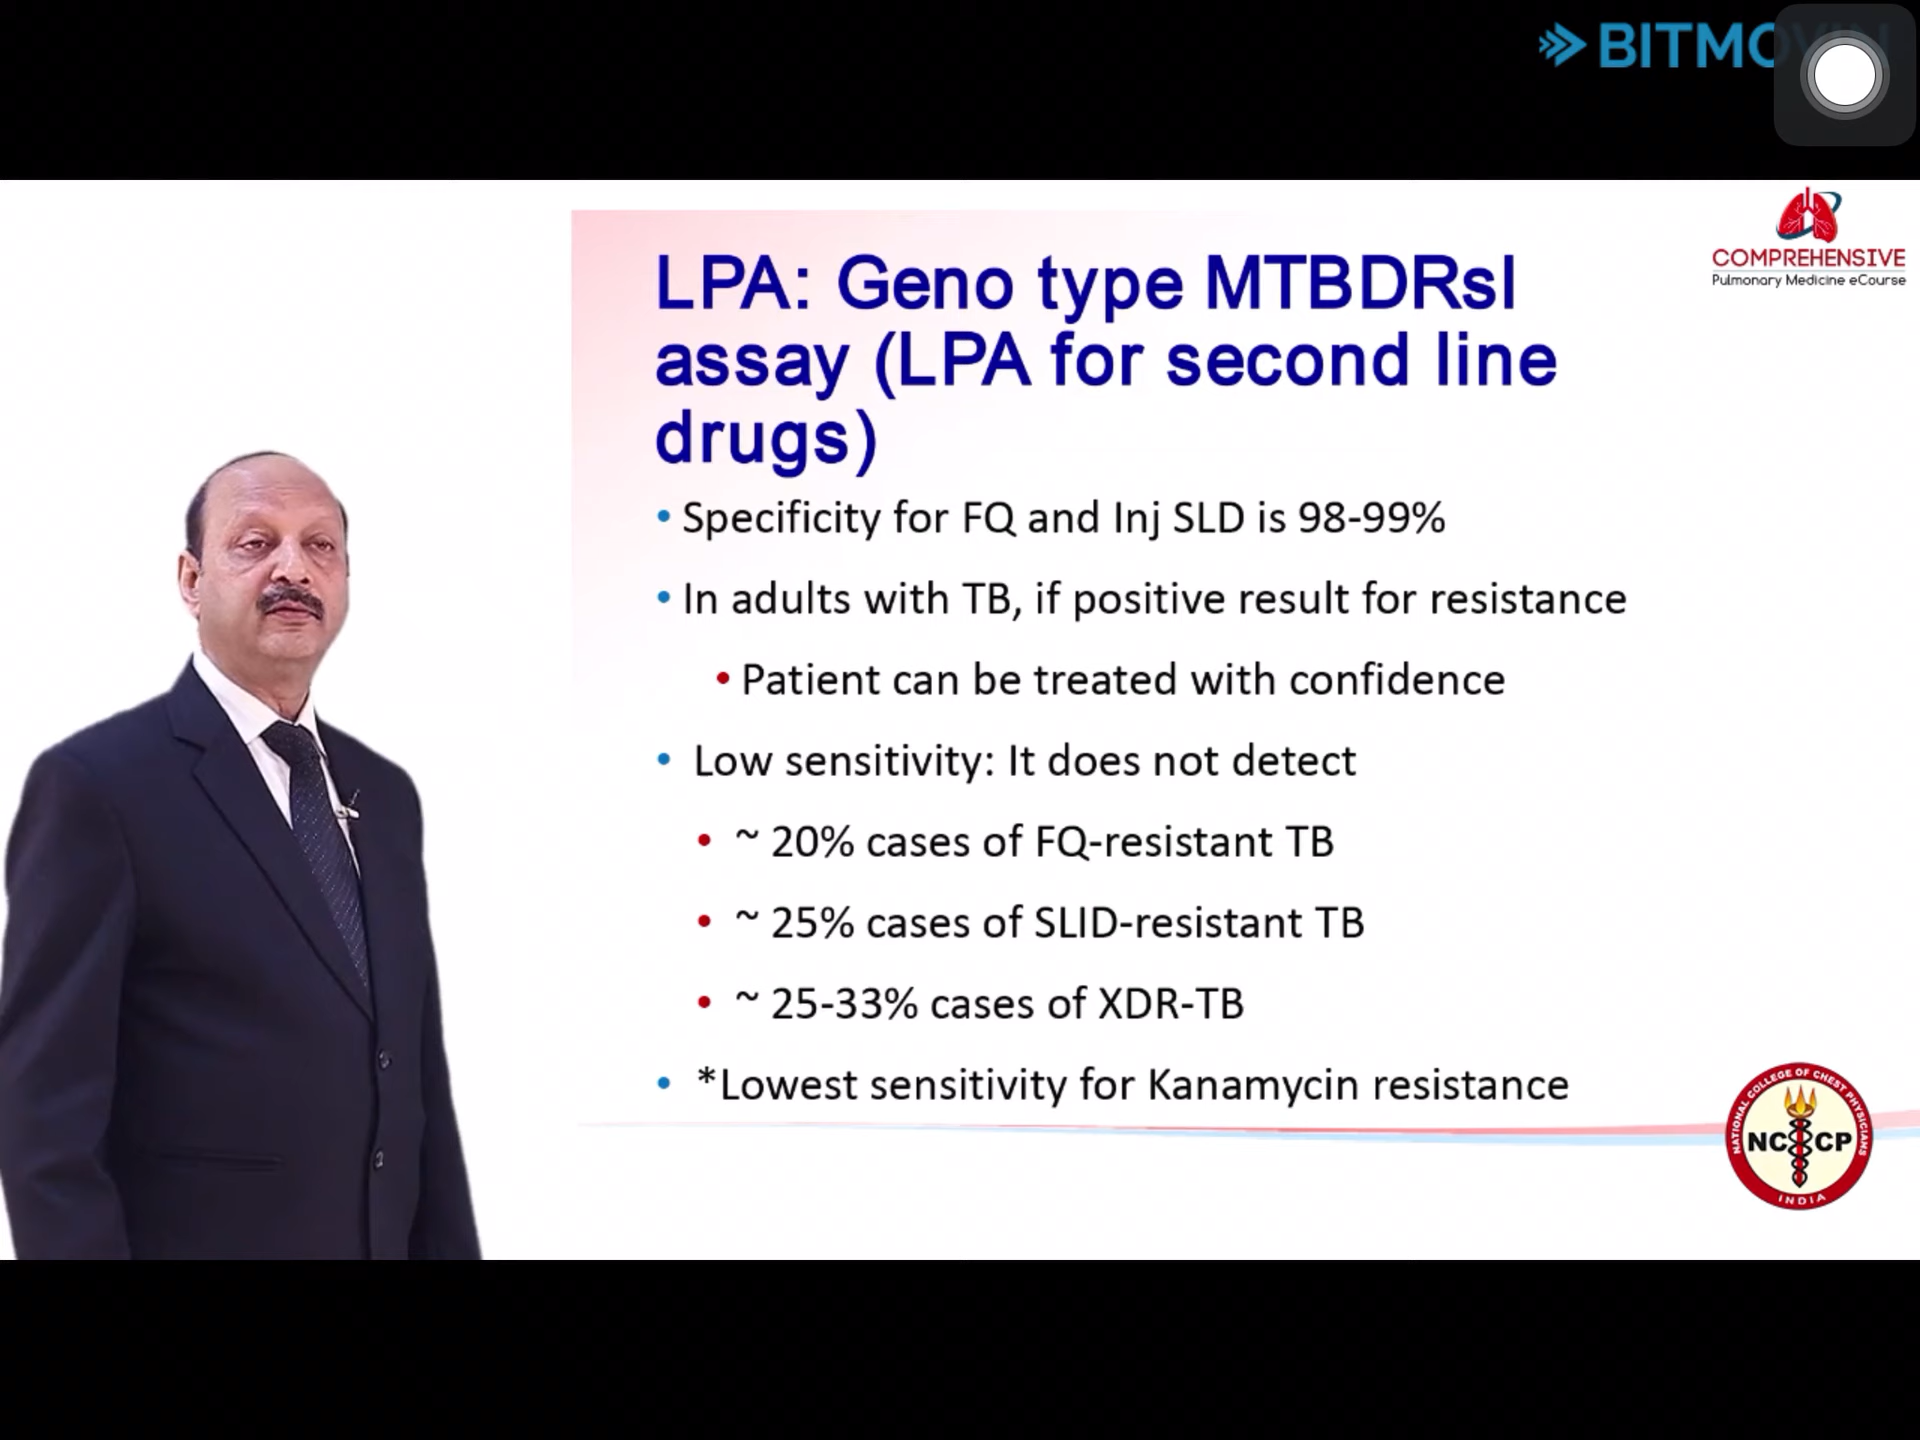 BITMOVIN
COMPREHENSIVE
Pulmonary Medicine eCourse
LPA: Geno type MTBDRsl
assay (LPA for second line
drugs)
• Specificity for FQ and Inj SLD is 98-99%
• In adults with TB, if positive result for resistance
• Patient can be treated with confidence
• Low sensitivity: It does not detect
• ~ 20% cases of FQ-resistant TB
• ~ 25% cases of SLID-resistant TB
• ~ 25-33% cases of XDR-TB
• *Lowest sensitivity for Kanamycin resistance
NATIONAL COLLEGE OF CHEST PHYSICIANS
NCCP
INDIA